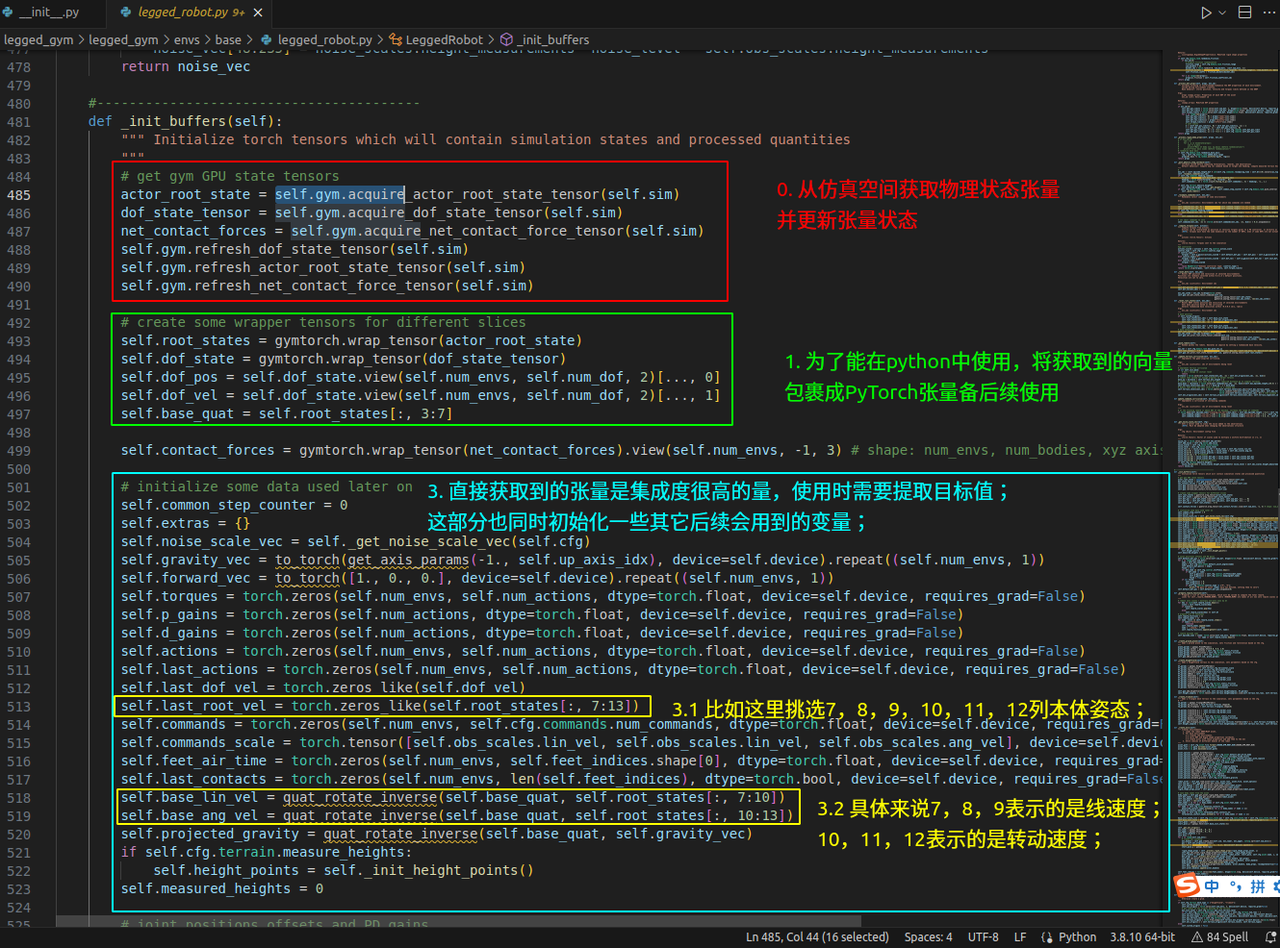 __init__.py
legged_robot.py 9+
legged_gym > legged_gym > envs > base > legged_robot.py > LeggedRobot > _init_buffers
478 return noise_vec
479
480 #----------------------------------------
481 def _init_buffers(self):
482 """ Initialize torch tensors which will contain simulation states and processed quantities
483 """
484 # get gym GPU state tensors
485 actor_root_state = self.gym.acquire_actor_root_state_tensor(self.sim)
486 dof_state_tensor = self.gym.acquire_dof_state_tensor(self.sim)
487 net_contact_forces = self.gym.acquire_net_contact_force_tensor(self.sim)
488 self.gym.refresh_dof_state_tensor(self.sim)
489 self.gym.refresh_actor_root_state_tensor(self.sim)
490 self.gym.refresh_net_contact_force_tensor(self.sim)
0. 从仿真空间获取物理状态张量
并更新张量状态
491
492 # create some wrapper tensors for different slices
493 self.root_states = gymtorch.wrap_tensor(actor_root_state)
494 self.dof_state = gymtorch.wrap_tensor(dof_state_tensor)
495 self.dof_pos = self.dof_state.view(self.num_envs, self.num_dof, 2)[..., 0]
496 self.dof_vel = self.dof_state.view(self.num_envs, self.num_dof, 2)[..., 1]
497 self.base_quat = self.root_states[:, 3:7]
1. 为了能在python中使用，将获取到的向量
包裹成PyTorch张量备后续使用
498
499 self.contact_forces = gymtorch.wrap_tensor(net_contact_forces).view(self.num_envs, -1, 3) # shape: num_envs, num_bodies, xyz axis
500
501 # initialize some data used later on
3. 直接获取到的张量是集成度很高的量，使用时需要提取目标值；
这部分也同时初始化一些其它后续会用到的变量；
502 self.common_step_counter = 0
503 self.extras = {}
504 self.noise_scale_vec = self._get_noise_scale_vec(self.cfg)
505 self.gravity_vec = to_torch(get_axis_params(-1., self.up_axis_idx), device=self.device).repeat((self.num_envs, 1))
506 self.forward_vec = to_torch([1., 0., 0.], device=self.device).repeat((self.num_envs, 1))
507 self.torques = torch.zeros(self.num_envs, self.num_actions, dtype=torch.float, device=self.device, requires_grad=False)
508 self.p_gains = torch.zeros(self.num_actions, dtype=torch.float, device=self.device, requires_grad=False)
509 self.d_gains = torch.zeros(self.num_actions, dtype=torch.float, device=self.device, requires_grad=False)
510 self.actions = torch.zeros(self.num_envs, self.num_actions, dtype=torch.float, device=self.device, requires_grad=False)
511 self.last_actions = torch.zeros(self.num_envs, self.num_actions, dtype=torch.float, device=self.device, requires_grad=False)
512 self.last_dof_vel = torch.zeros_like(self.dof_vel)
513 self.last_root_vel = torch.zeros_like(self.root_states[:, 7:13])
3.1 比如这里挑选7，8，9，10，11，12列本体姿态；
514 self.commands = torch.zeros(self.num_envs, self.cfg.commands.num_commands, dtype=torch.float, device=self.device, requires_grad=
515 self.commands_scale = torch.tensor([self.obs_scales.lin_vel, self.obs_scales.lin_vel, self.obs_scales.ang_vel], device=self.devi
516 self.feet_air_time = torch.zeros(self.num_envs, self.feet_indices.shape[0], dtype=torch.float, device=self.device, requires_grad=
517 self.last_contacts = torch.zeros(self.num_envs, len(self.feet_indices), dtype=torch.bool, device=self.device, requires_grad=False
518 self.base_lin_vel = quat_rotate_inverse(self.base_quat, self.root_states[:, 7:10])
519 self.base_ang_vel = quat_rotate_inverse(self.base_quat, self.root_states[:, 10:13])
3.2 具体来说7，8，9表示的是线速度；
10，11，12表示的是转动速度；
520 self.projected_gravity = quat_rotate_inverse(self.base_quat, self.gravity_vec)
521 if self.cfg.terrain.measure_heights:
522 self.height_points = self._init_height_points()
523 self.measured_heights = 0
524
525 # joint positions offsets and PD gains
中 拼
Ln 485, Col 44 (16 selected) Spaces: 4 UTF-8 LF Python 3.8.10 64-bit 84 Spell